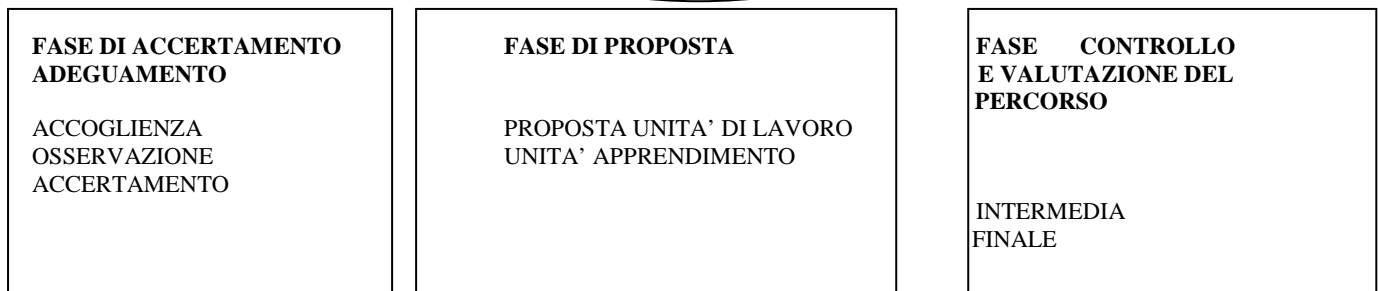 FASE DI ACCERTAMENTO
ADEGUAMENTO
ACCOGLIENZA
OSSERVAZIONE
ACCERTAMENTO
FASE DI PROPOSTA
PROPOSTA UNITA’ DI LAVORO
UNITA’ APPRENDIMENTO
FASE CONTROLLO
E VALUTAZIONE DEL
PERCORSO
INTERMEDIA
FINALE